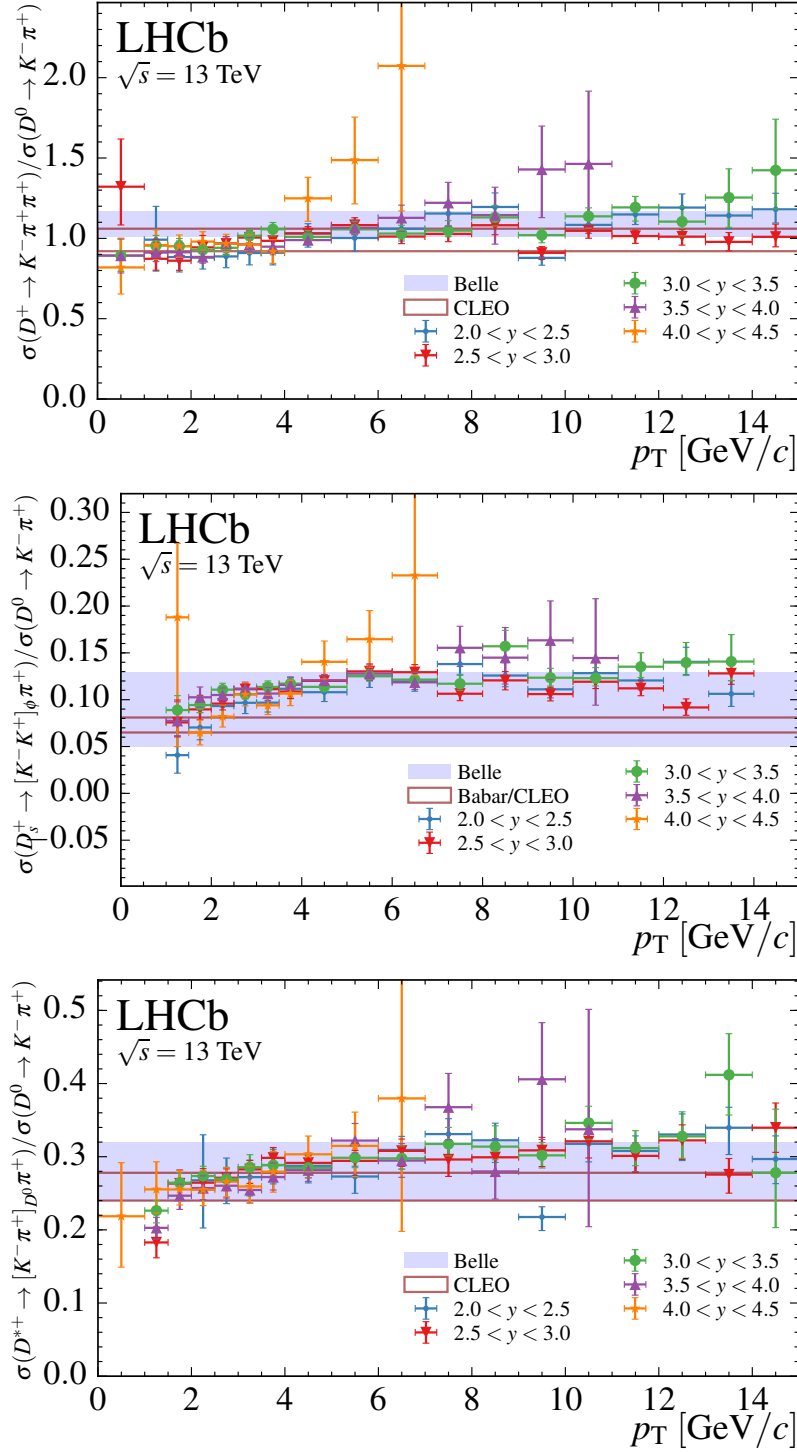 LHCb
√s = 13 TeV
σ(D⁺ → K⁻π⁺π⁺)/σ(D⁰ → K⁻π⁺)
2.0
1.5
1.0
0.5
0.0
Belle
CLEO
2.0 < y < 2.5
2.5 < y < 3.0
3.0 < y < 3.5
3.5 < y < 4.0
4.0 < y < 4.5
0 2 4 6 8 10 12 14
p_T [GeV/c]
LHCb
√s = 13 TeV
σ(D_s⁺ → [K⁻K⁺]_ϕ π⁺)/σ(D⁰ → K⁻π⁺)
0.30
0.25
0.20
0.15
0.10
0.05
0.00
−0.05
Belle
Babar/CLEO
2.0 < y < 2.5
2.5 < y < 3.0
3.0 < y < 3.5
3.5 < y < 4.0
4.0 < y < 4.5
0 2 4 6 8 10 12 14
p_T [GeV/c]
LHCb
√s = 13 TeV
σ(D*⁺ → [K⁻π⁺]_D⁰ π⁺)/σ(D⁰ → K⁻π⁺)
0.5
0.4
0.3
0.2
0.1
0.0
Belle
CLEO
2.0 < y < 2.5
2.5 < y < 3.0
3.0 < y < 3.5
3.5 < y < 4.0
4.0 < y < 4.5
0 2 4 6 8 10 12 14
p_T [GeV/c]